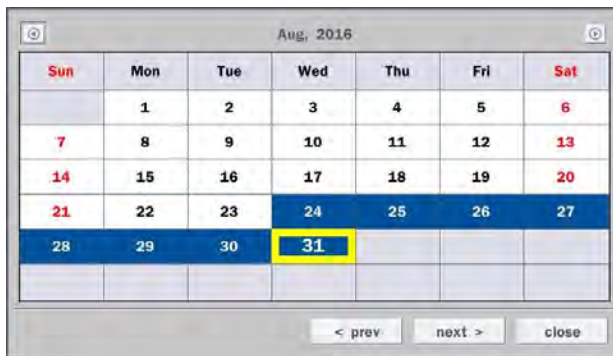 Aug, 2016
Sun Mon Tue Wed Thu Fri Sat
1 2 3 4 5 6
7 8 9 10 11 12 13
14 15 16 17 18 19 20
21 22 23 24 25 26 27
28 29 30 31
< prev next > close